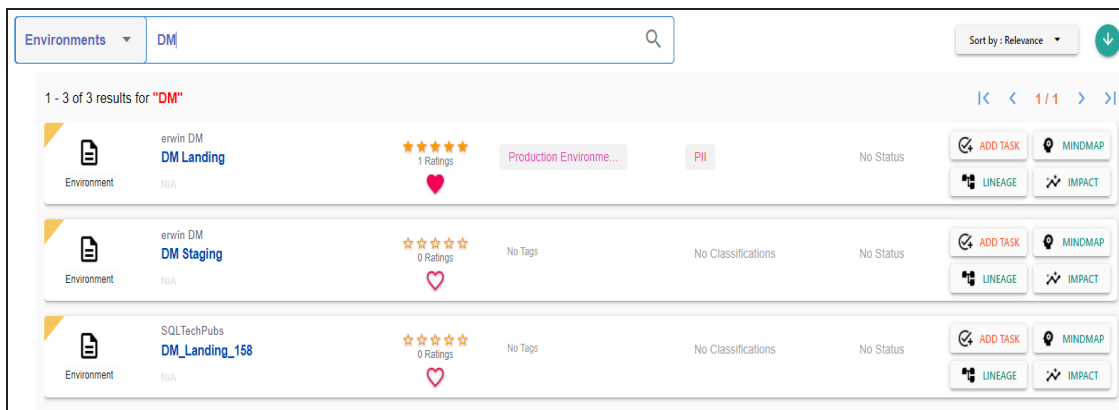 Environments DM Sort by : Relevance
1 - 3 of 3 results for "DM" 1 / 1
erwin DM
DM Landing
Environment
N/A
1 Ratings
Production Environme...
PII
No Status
ADD TASK MINDMAP
LINEAGE IMPACT
erwin DM
DM Staging
Environment
N/A
0 Ratings
No Tags
No Classifications
No Status
ADD TASK MINDMAP
LINEAGE IMPACT
SQLTechPubs
DM_Landing_158
Environment
N/A
0 Ratings
No Tags
No Classifications
No Status
ADD TASK MINDMAP
LINEAGE IMPACT